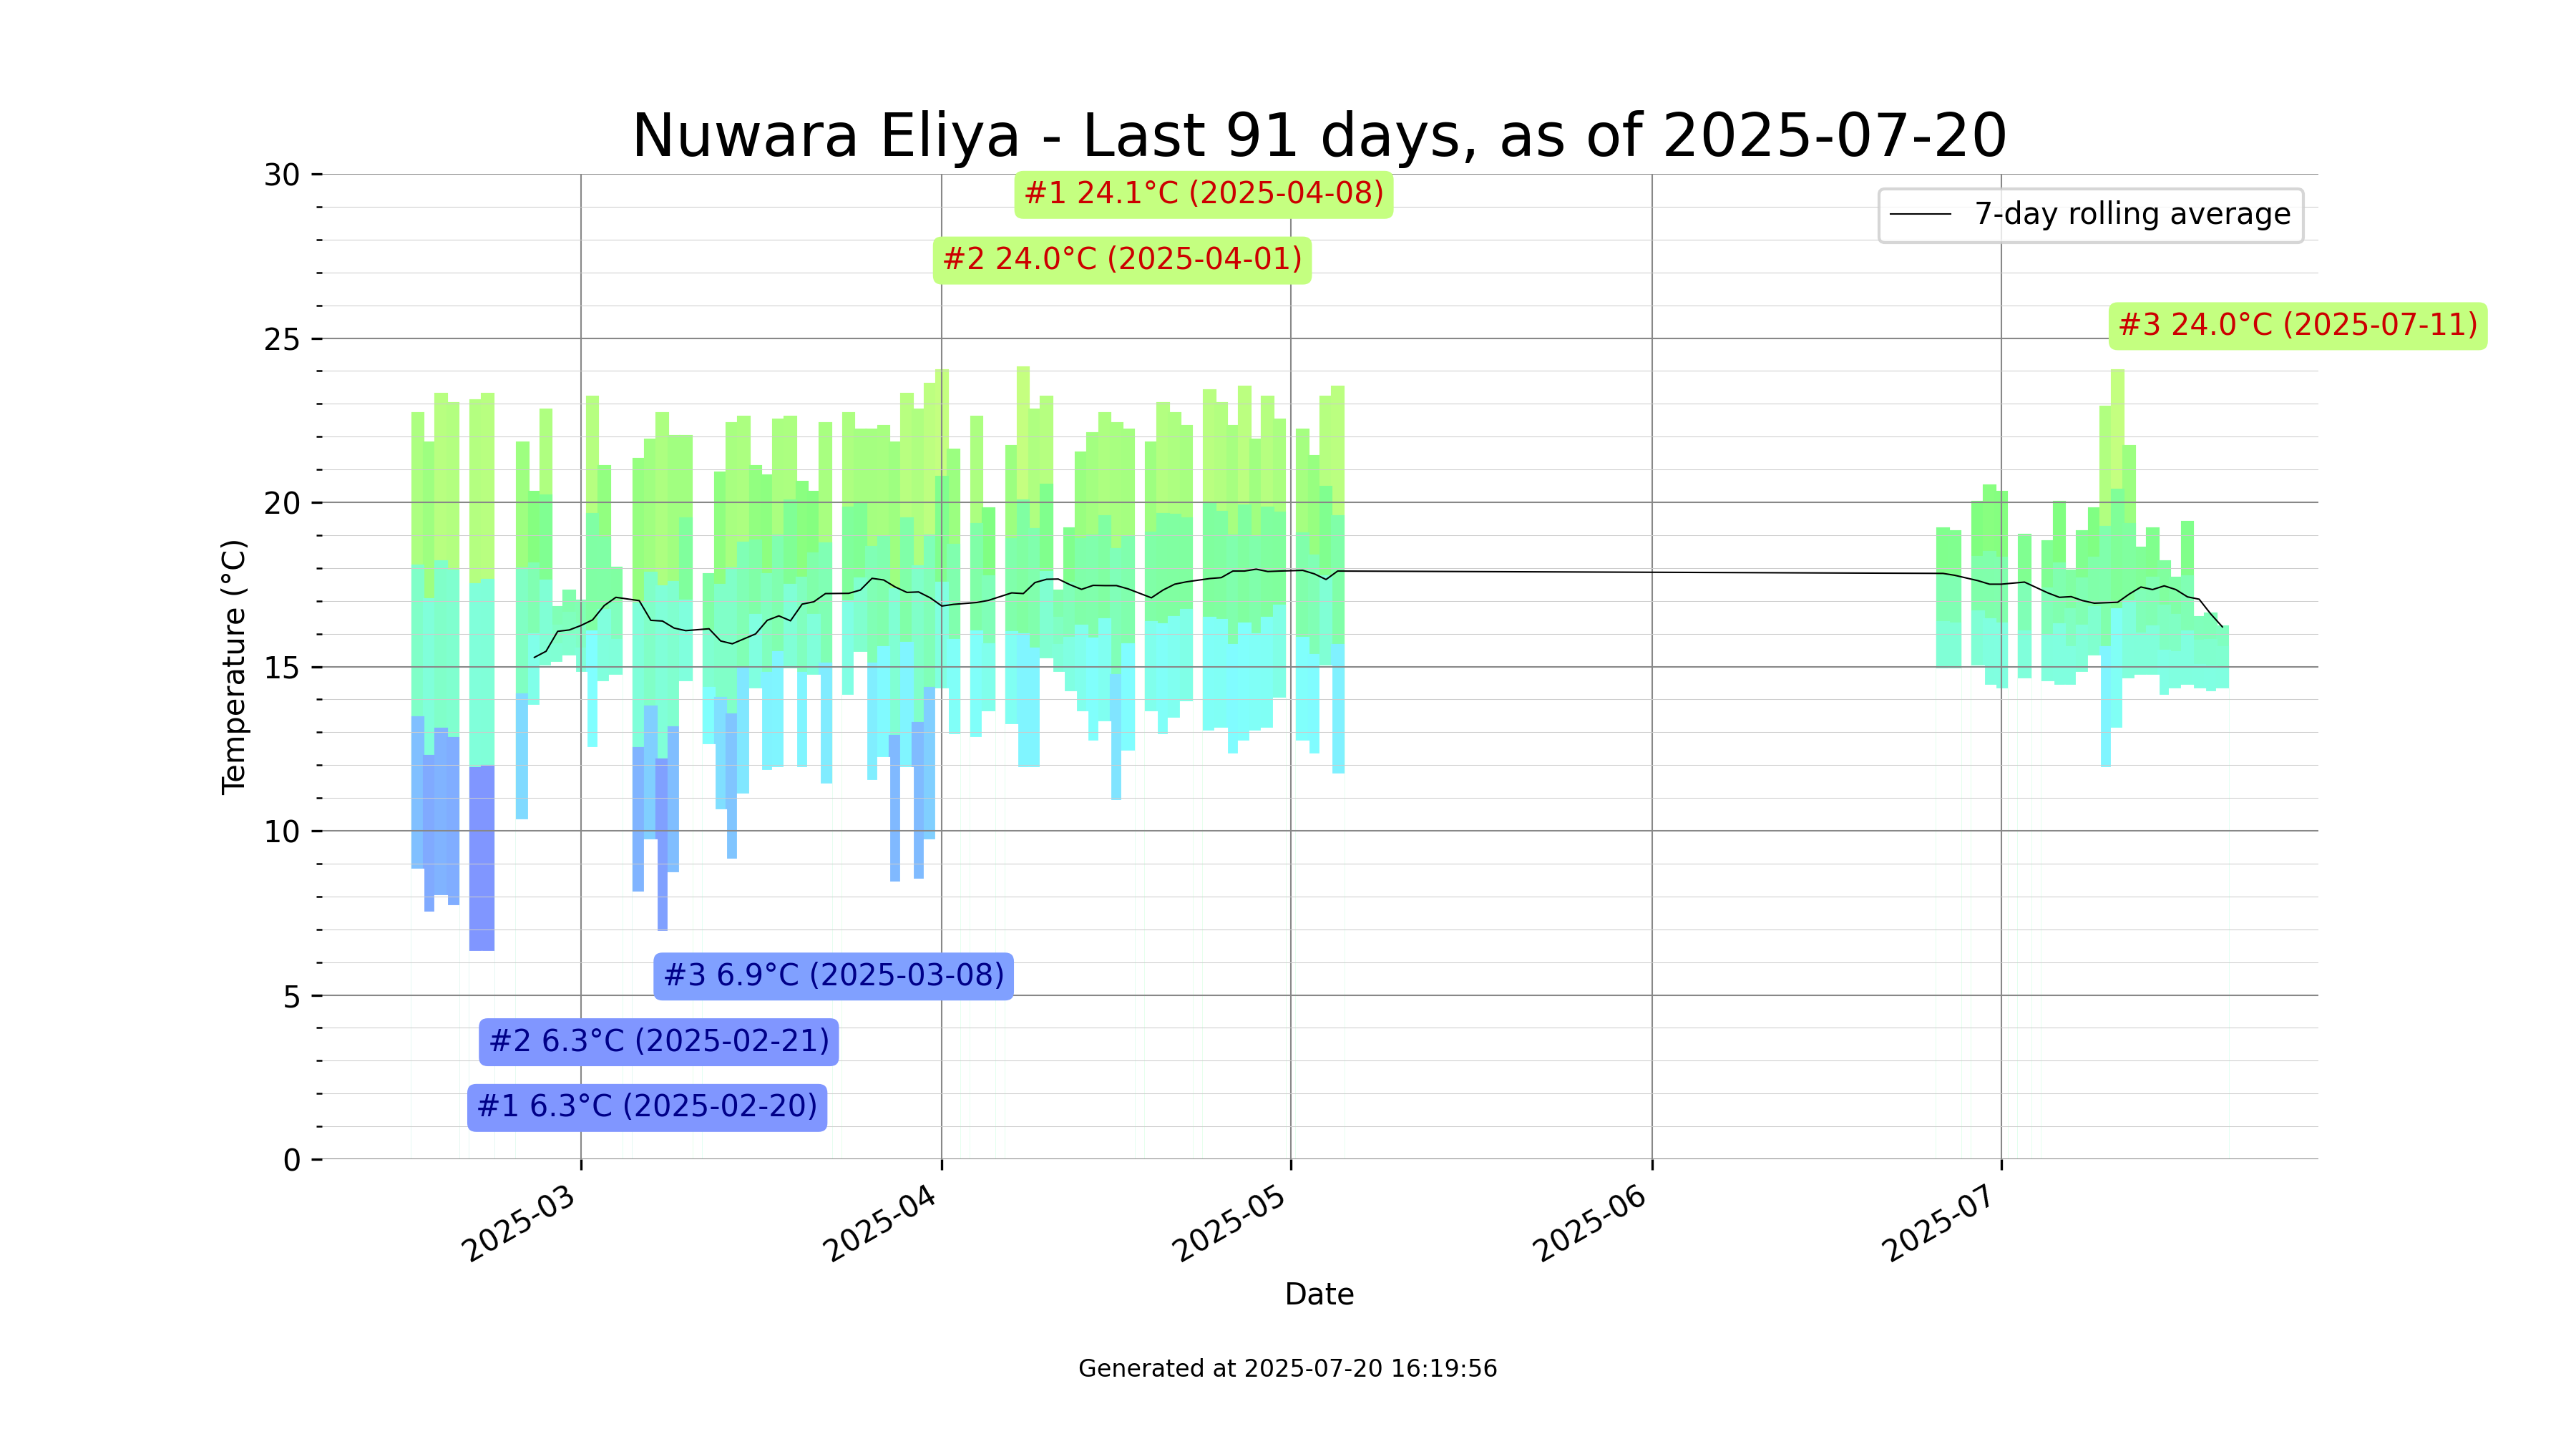 Nuwara Eliya - Last 91 days, as of 2025-07-20
30
#1 24.1°C (2025-04-08)
7-day rolling average
#2 24.0°C (2025-04-01)
#3 24.0°C (2025-07-11)
25
20
15
10
5
0
Temperature (°C)
#3 6.9°C (2025-03-08)
#2 6.3°C (2025-02-21)
#1 6.3°C (2025-02-20)
2025-03
2025-04
2025-05
2025-06
2025-07
Date
Generated at 2025-07-20 16:19:56